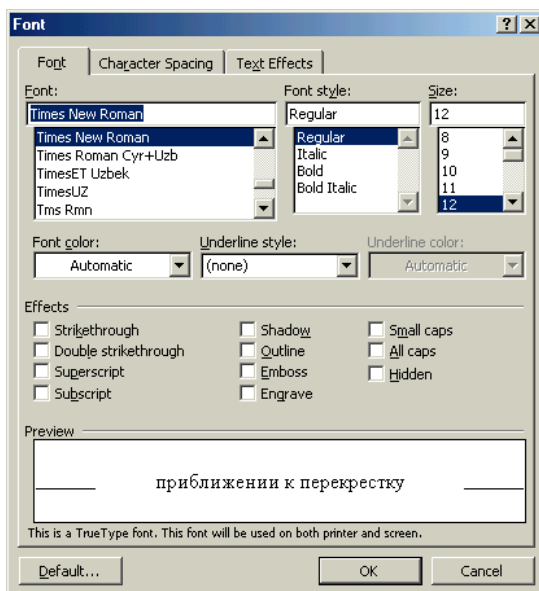 Font
Font Character Spacing Text Effects
Font: Font style: Size:
Times New Roman Regular 12
Times New Roman Regular 8
Times Roman Cyr+Uzb Italic 9
TimesET Uzbek Bold 10
TimesUZ Bold Italic 11
Tms Rmn 12
Font color: Underline style: Underline color:
Automatic (none) Automatic
Effects
Strikethrough Shadow Small caps
Double strikethrough Outline All caps
Superscript Emboss Hidden
Subscript Engrave
Preview
приближении к перекрестку
This is a TrueType font. This font will be used on both printer and screen.
Default... OK Cancel